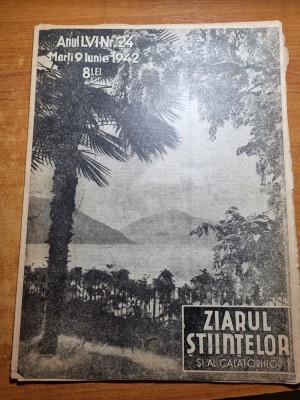 Anul LVI-Nr. 24
Marți 9 Iunie 1942
8 LEI
ZIARUL
ȘTIINȚELOR
ȘI AL CĂLĂTORIILOR